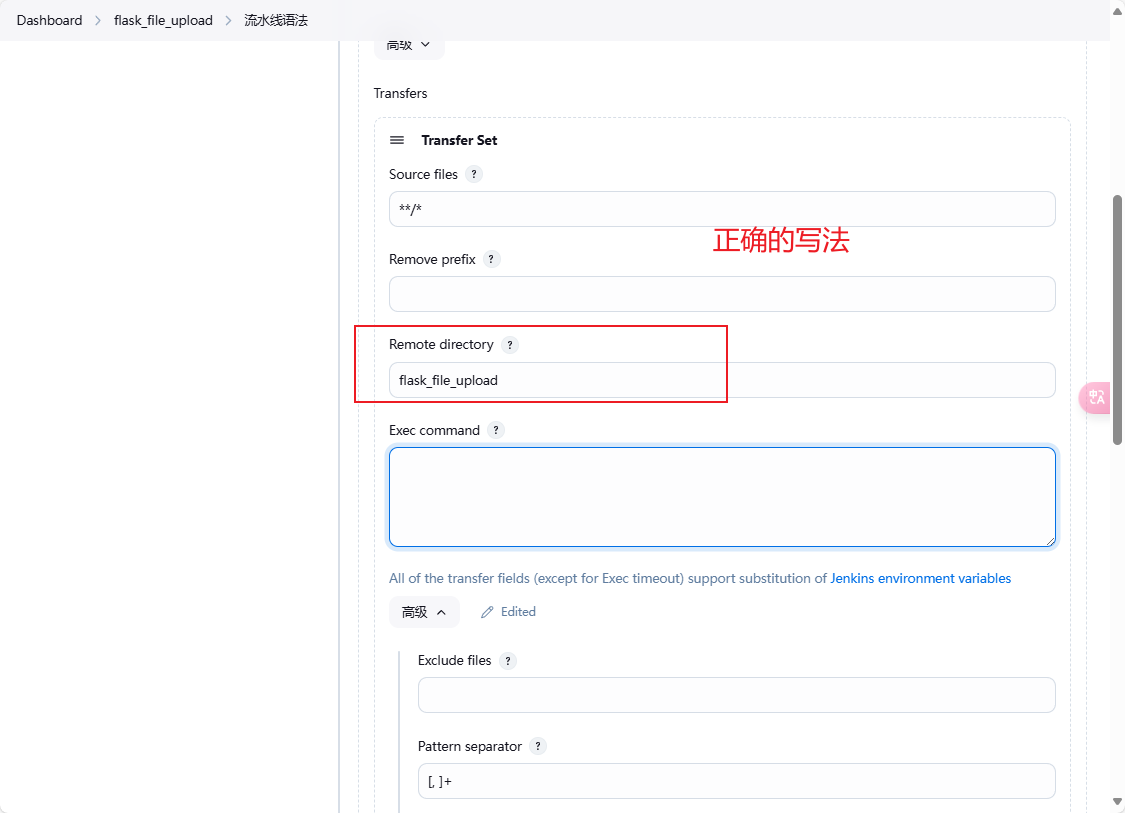 Dashboard > flask_file_upload > 流水线语法
高级
Transfers
Transfer Set
Source files ?
**/*
正确的写法
Remove prefix ?
Remote directory ?
flask_file_upload
Exec command ?
All of the transfer fields (except for Exec timeout) support substitution of Jenkins environment variables
高级 Edited
Exclude files ?
Pattern separator ?
[, ]+